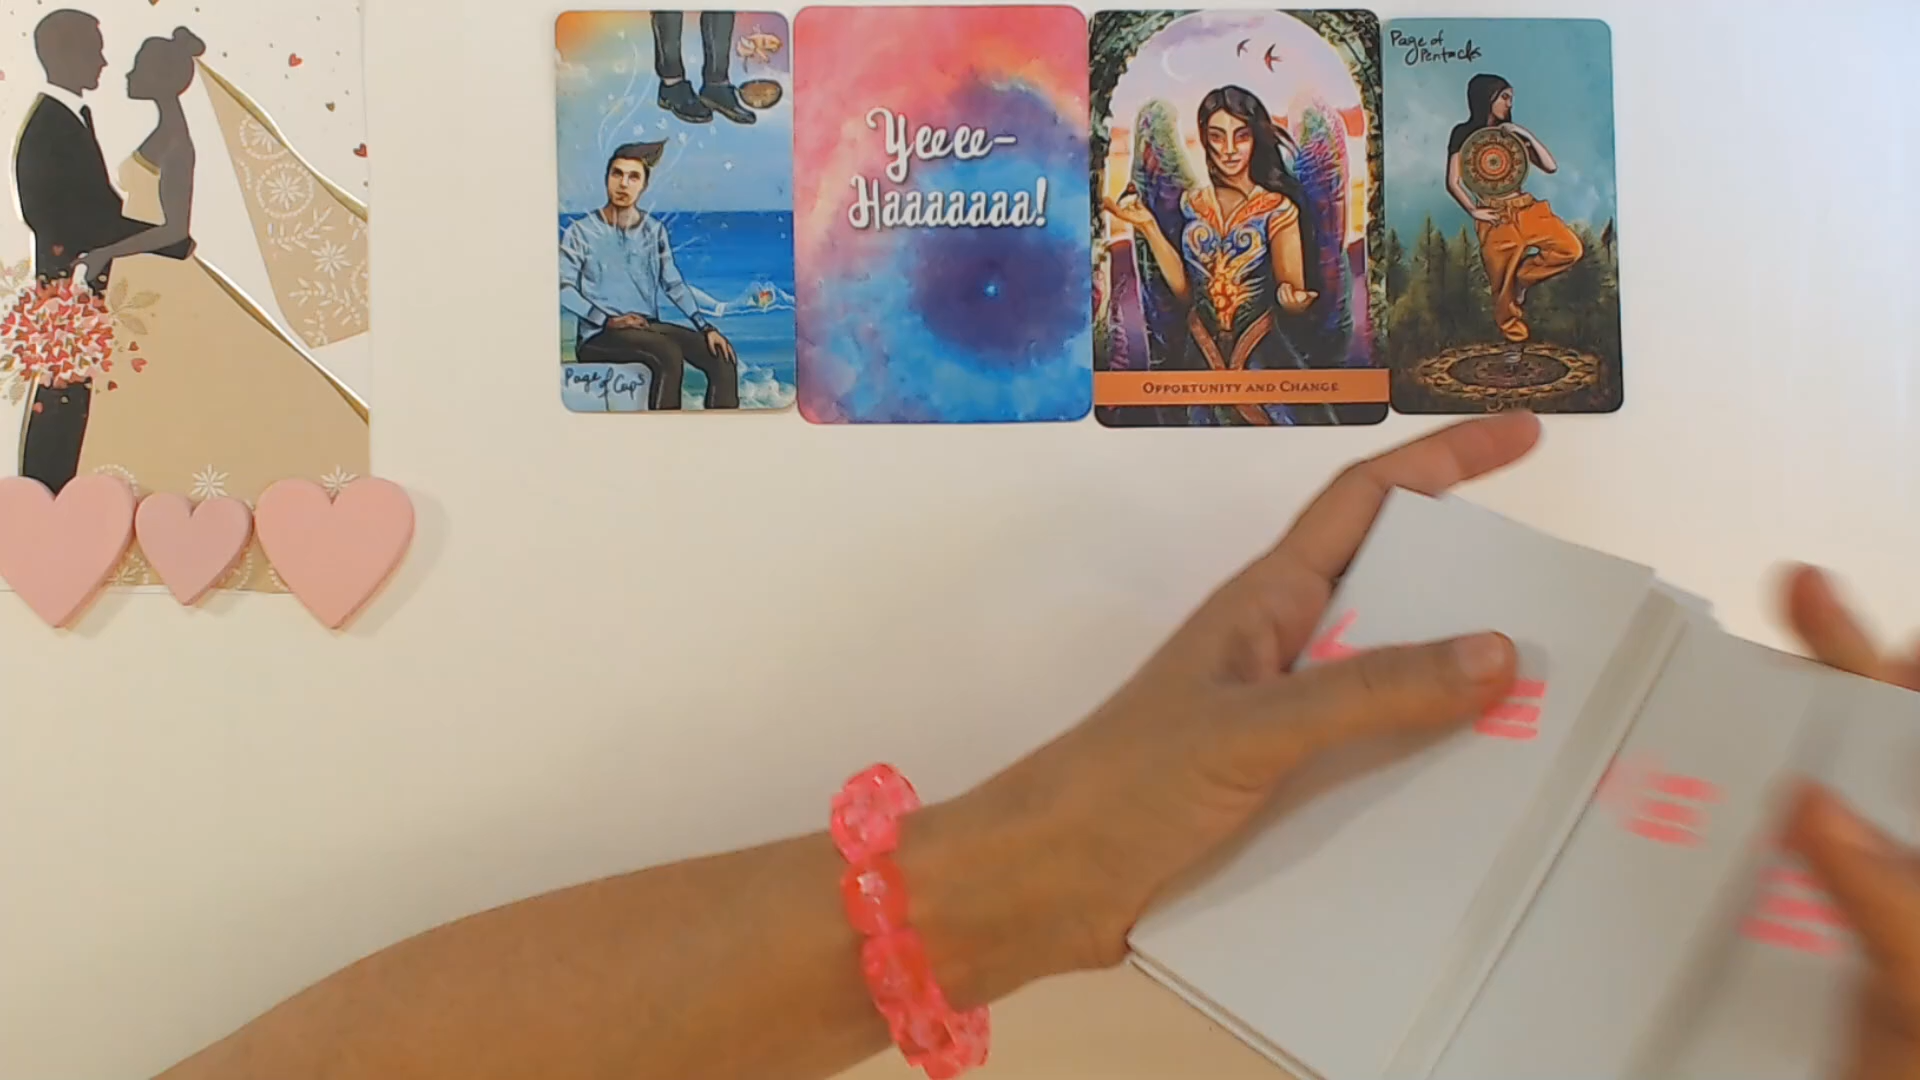 Page of Cups
Yeeee-
Haaaaaaa!
OPPORTUNITY AND CHANGE
Page of
Pentacles